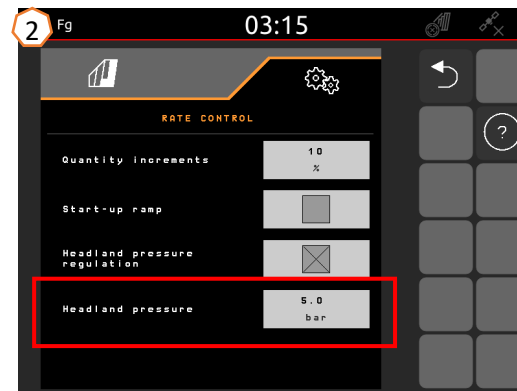 2
Fg
03:15
RATE CONTROL
Quantity increments
10
%
Start-up ramp
Headland pressure
regulation
Headland pressure
5.0
bar
?